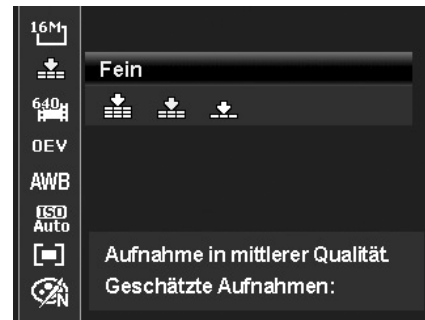 16M
Fein
640
0EV
AWB
ISO
Auto
N
Aufnahme in mittlerer Qualität.
Geschätzte Aufnahmen: